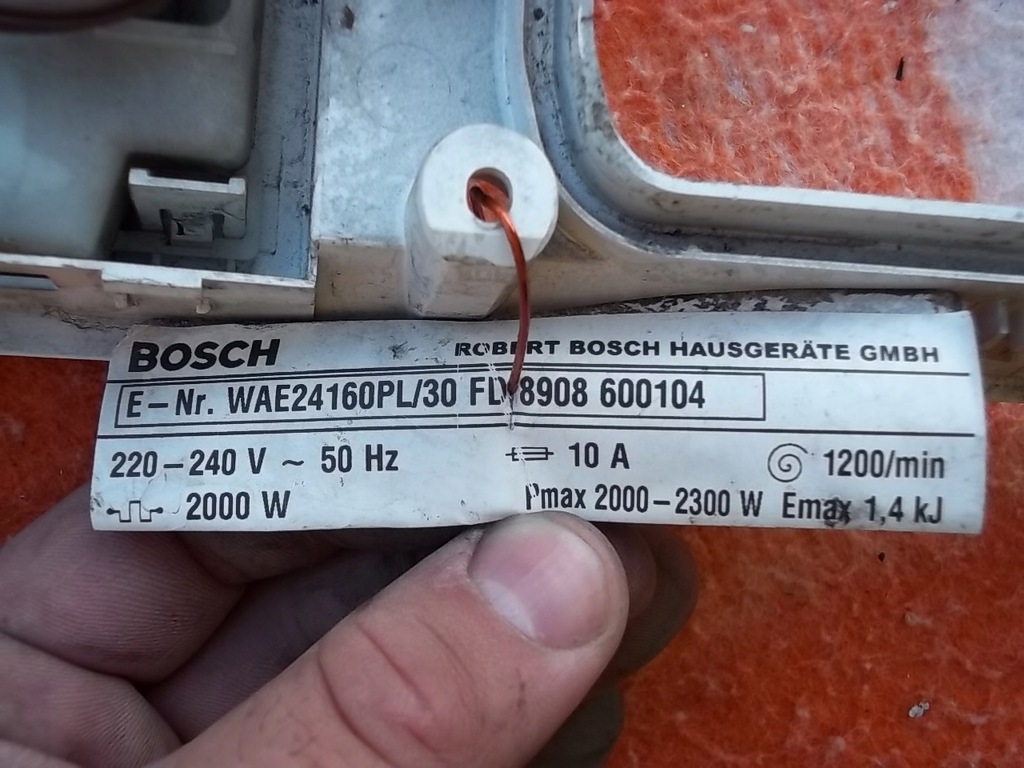 BOSCH ROBERT BOSCH HAUSGERÄTE GMBH
E-Nr. WAE24160PL/30 FD 8908 600104
220-240 V ~ 50 Hz 10 A 1200/min
2000 W Pmax 2000-2300 W Emax 1,4 kJ